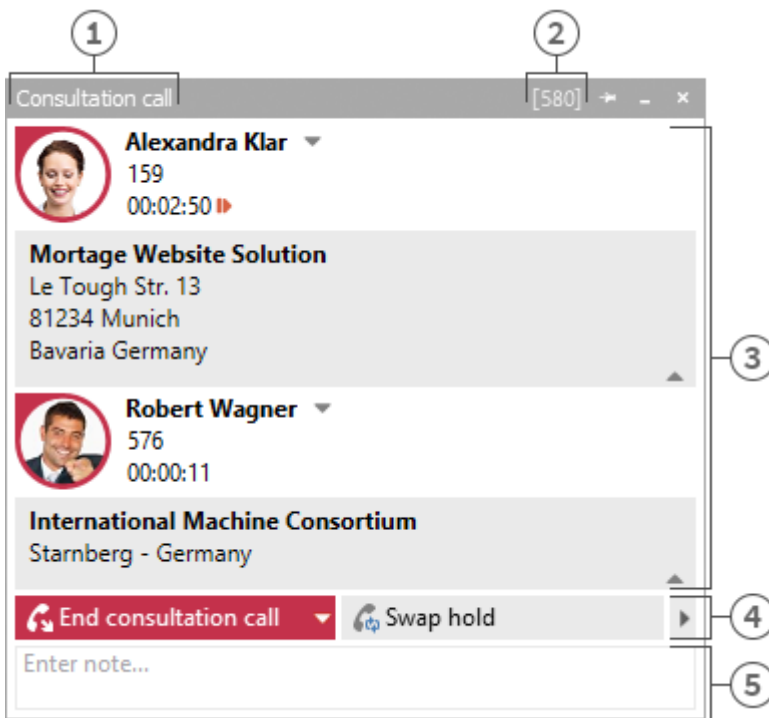 1
2
Consultation call [580]
Alexandra Klar
159
00:02:50
Mortage Website Solution
Le Tough Str. 13
81234 Munich
Bavaria Germany
3
Robert Wagner
576
00:00:11
International Machine Consortium
Starnberg - Germany
End consultation call
Swap hold
4
Enter note...
5